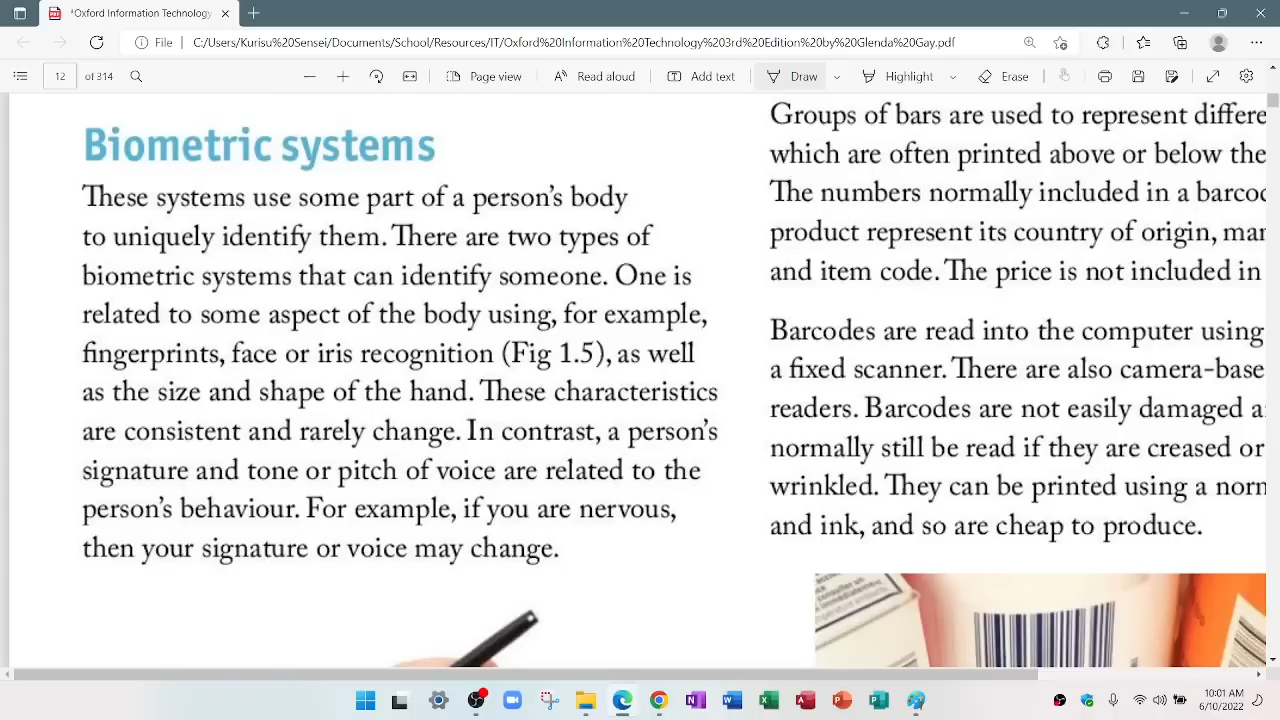 *Oxford Information Technology
File
C:/Users/Kurisu%20Sensei/Documents/School/Resources/IT/Oxford%20Information%20Technology%203rd%20Edition%20by%20Glenda%20Gay.pdf
12 of 314
Page view
Read aloud
Add text
Draw
Highlight
Erase
Biometric systems
These systems use some part of a person's body
to uniquely identify them. There are two types of
biometric systems that can identify someone. One is
related to some aspect of the body using, for example,
fingerprints, face or iris recognition (Fig 1.5), as well
as the size and shape of the hand. These characteristics
are consistent and rarely change. In contrast, a person's
signature and tone or pitch of voice are related to the
person's behaviour. For example, if you are nervous,
then your signature or voice may change.
Groups of bars are used to represent differe
which are often printed above or below the
The numbers normally included in a barcod
product represent its country of origin, man
and item code. The price is not included in
Barcodes are read into the computer using
a fixed scanner. There are also camera-base
readers. Barcodes are not easily damaged a
normally still be read if they are creased or
wrinkled. They can be printed using a norm
and ink, and so are cheap to produce.
10:01 AM
6/10/2022